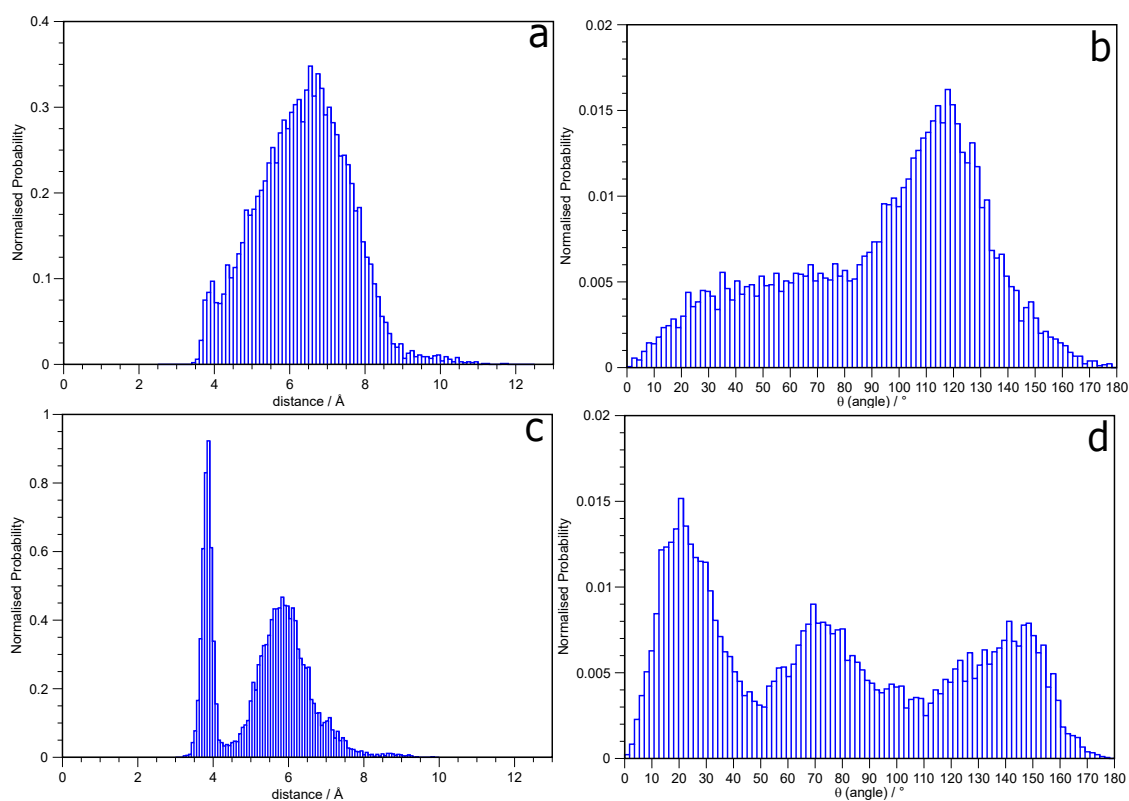 a
Normalised Probability
0.4
0.3
0.2
0.1
0
0 2 4 6 8 10 12
distance / Å
b
Normalised Probability
0.02
0.015
0.01
0.005
0
0 10 20 30 40 50 60 70 80 90 100 110 120 130 140 150 160 170 180
θ (angle) / °
c
Normalised Probability
1
0.8
0.6
0.4
0.2
0
0 2 4 6 8 10 12
distance / Å
d
Normalised Probability
0.02
0.015
0.01
0.005
0
0 10 20 30 40 50 60 70 80 90 100 110 120 130 140 150 160 170 180
θ (angle) / °